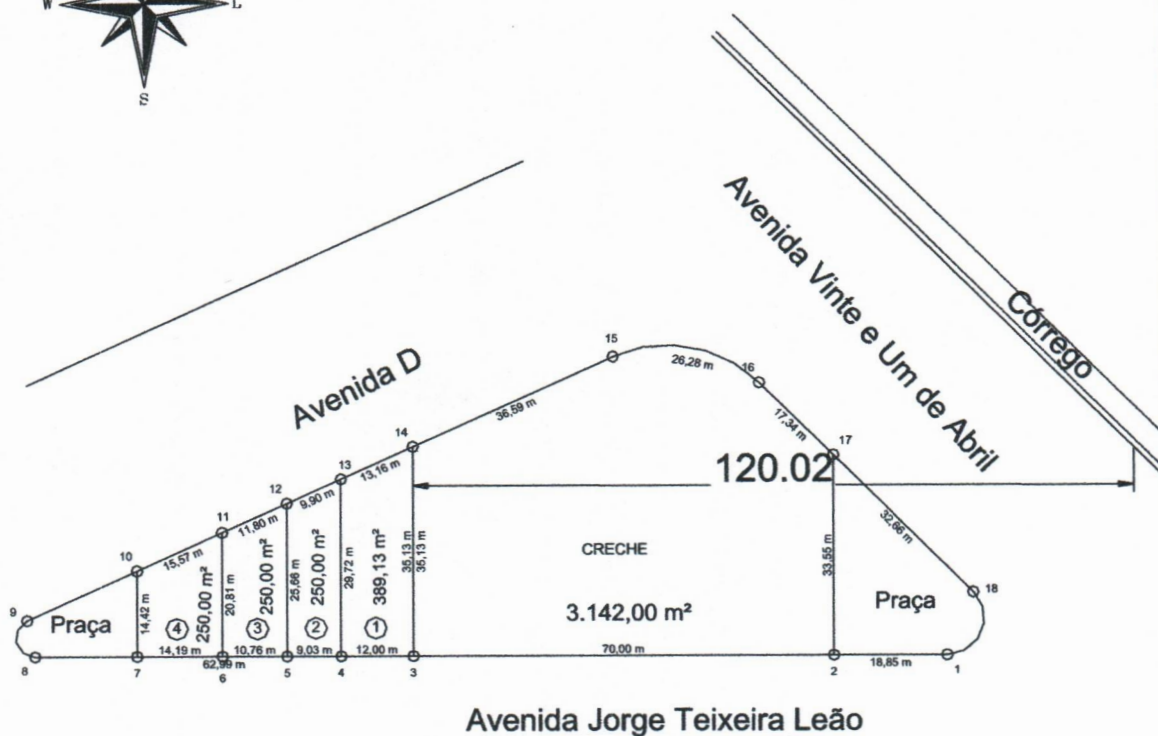 W
L
S
Avenida Vinte e Um de Abril
Córrego
Avenida D
15
26,28 m
16
36,59 m
17,34 m
14
17
13
13,16 m
120.02
12
9,90 m
11
11,80 m
32,66 m
10
15,57 m
250,00 m²
250,00 m²
250,00 m²
389,13 m²
35,13 m
35,13 m
CRECHE
33,55 m
29,72 m
25,66 m
20,81 m
14,42 m
18
9
Praça
4
3
2
1
3.142,00 m²
Praça
14,19 m
10,76 m
9,03 m
12,00 m
70,00 m
18,85 m
62,99 m
8
7
6
5
4
3
2
1
Avenida Jorge Teixeira Leão